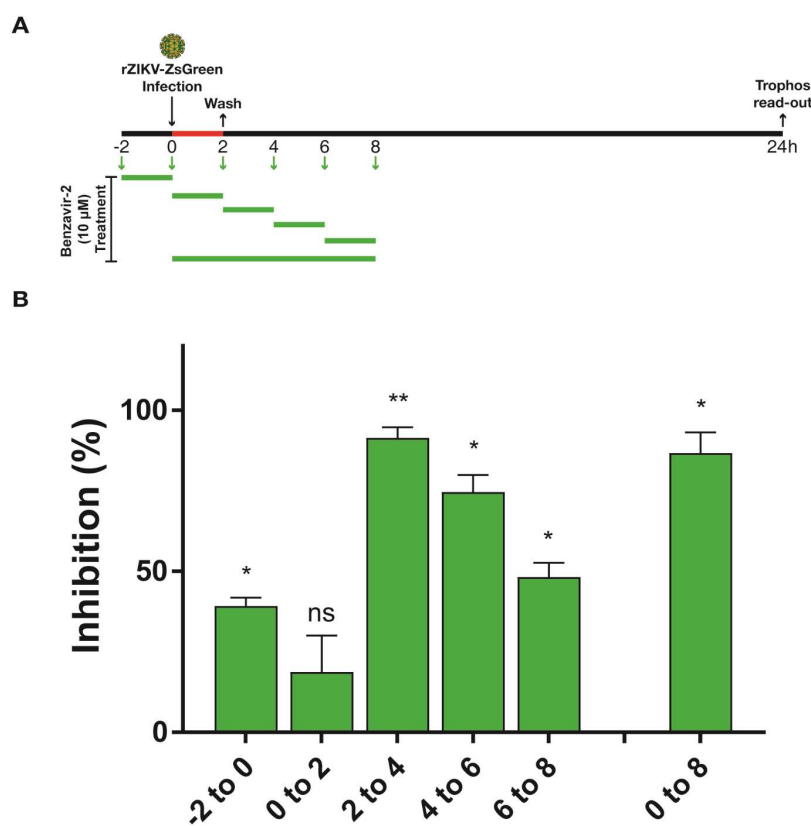 A
rZIKV-ZsGreen
Infection
Wash
Trophos
read-out
-2 0 2 4 6 8 24h
Benzavir-2
(10 µM)
Treatment
B
Inhibition (%)
100
50
0
*
ns
**
*
*
*
-2 to 0
0 to 2
2 to 4
4 to 6
6 to 8
0 to 8